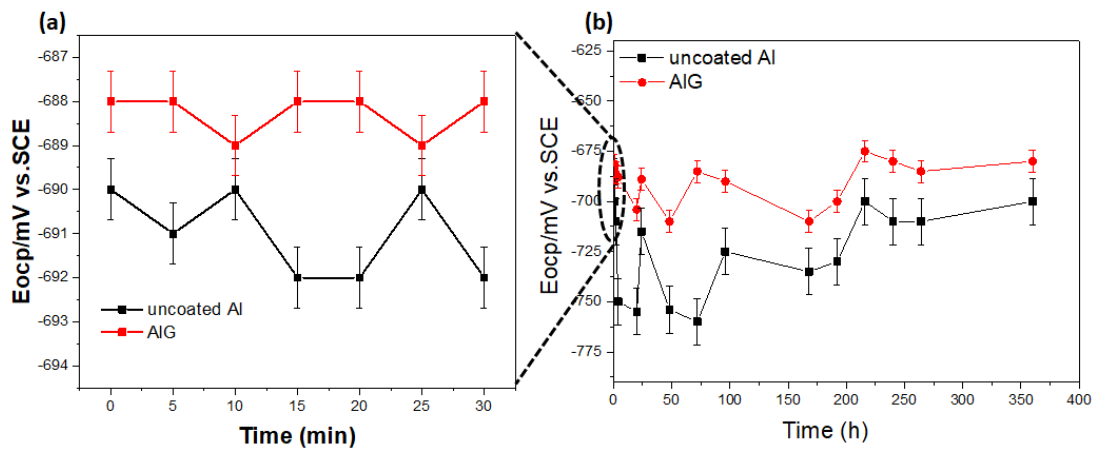 (a)
-687
-688
-689
-690
-691
-692
-693
-694
Eocp/mV vs.SCE
uncoated Al
AlG
0 5 10 15 20 25 30
Time (min)
(b)
-625
-650
-675
-700
-725
-750
-775
Eocp/mV vs.SCE
uncoated Al
AlG
0 50 100 150 200 250 300 350 400
Time (h)